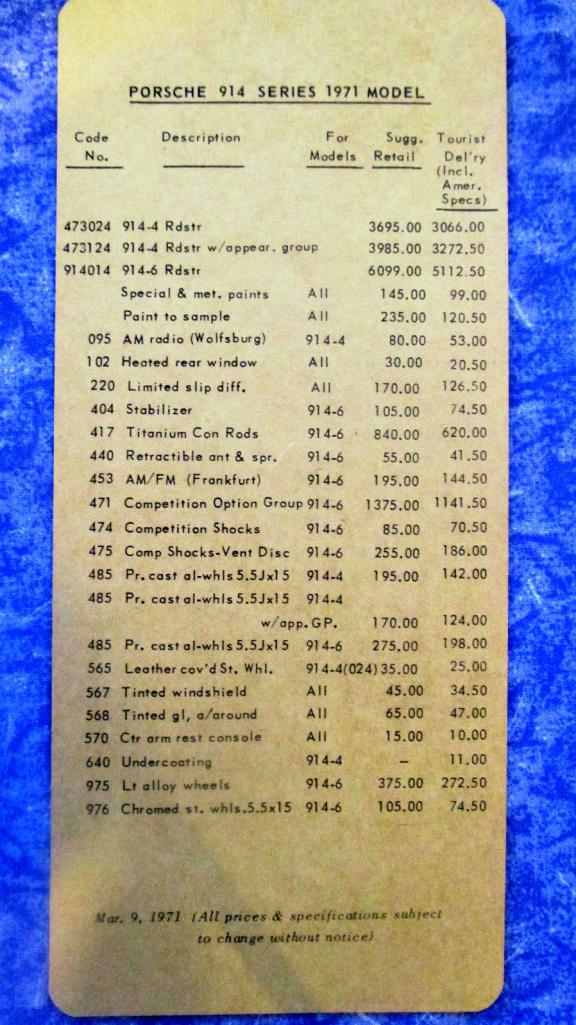 PORSCHE 914 SERIES 1971 MODEL
Code Description For Sugg. Tourist
No. Models Retail Del'ry
(Incl.
Amer.
Specs)
473024 914-4 Rdstr 3695.00 3066.00
473124 914-4 Rdstr w/appear. group 3985.00 3272.50
914014 914-6 Rdstr 6099.00 5112.50
Special & met. paints All 145.00 99.00
Paint to sample All 235.00 120.50
095 AM radio (Wolfsburg) 914-4 80.00 53.00
102 Heated rear window All 30.00 20.50
220 Limited slip diff. All 170.00 126.50
404 Stabilizer 914-6 105.00 74.50
417 Titanium Con Rods 914-6 840.00 620.00
440 Retractible ant & spr. 914-6 55.00 41.50
453 AM/FM (Frankfurt) 914-6 195.00 144.50
471 Competition Option Group 914-6 1375.00 1141.50
474 Competition Shocks 914-6 85.00 70.50
475 Comp Shocks-Vent Disc 914-6 255.00 186.00
485 Pr. cast al-whls 5.5Jx15 914-4 195.00 142.00
485 Pr. cast al-whls 5.5Jx15 914-4
w/app. GP. 170.00 124.00
485 Pr. cast al-whls 5.5Jx15 914-6 275.00 198.00
565 Leather cov'd St. Whl. 914-4(024) 35.00 25.00
567 Tinted windshield All 45.00 34.50
568 Tinted gl, a/around All 65.00 47.00
570 Ctr arm rest console All 15.00 10.00
640 Undercoating 914-4 – 11.00
975 Lt alloy wheels 914-6 375.00 272.50
976 Chromed st. whls. 5.5x15 914-6 105.00 74.50
Mar. 9, 1971 (All prices & specifications subject
to change without notice)